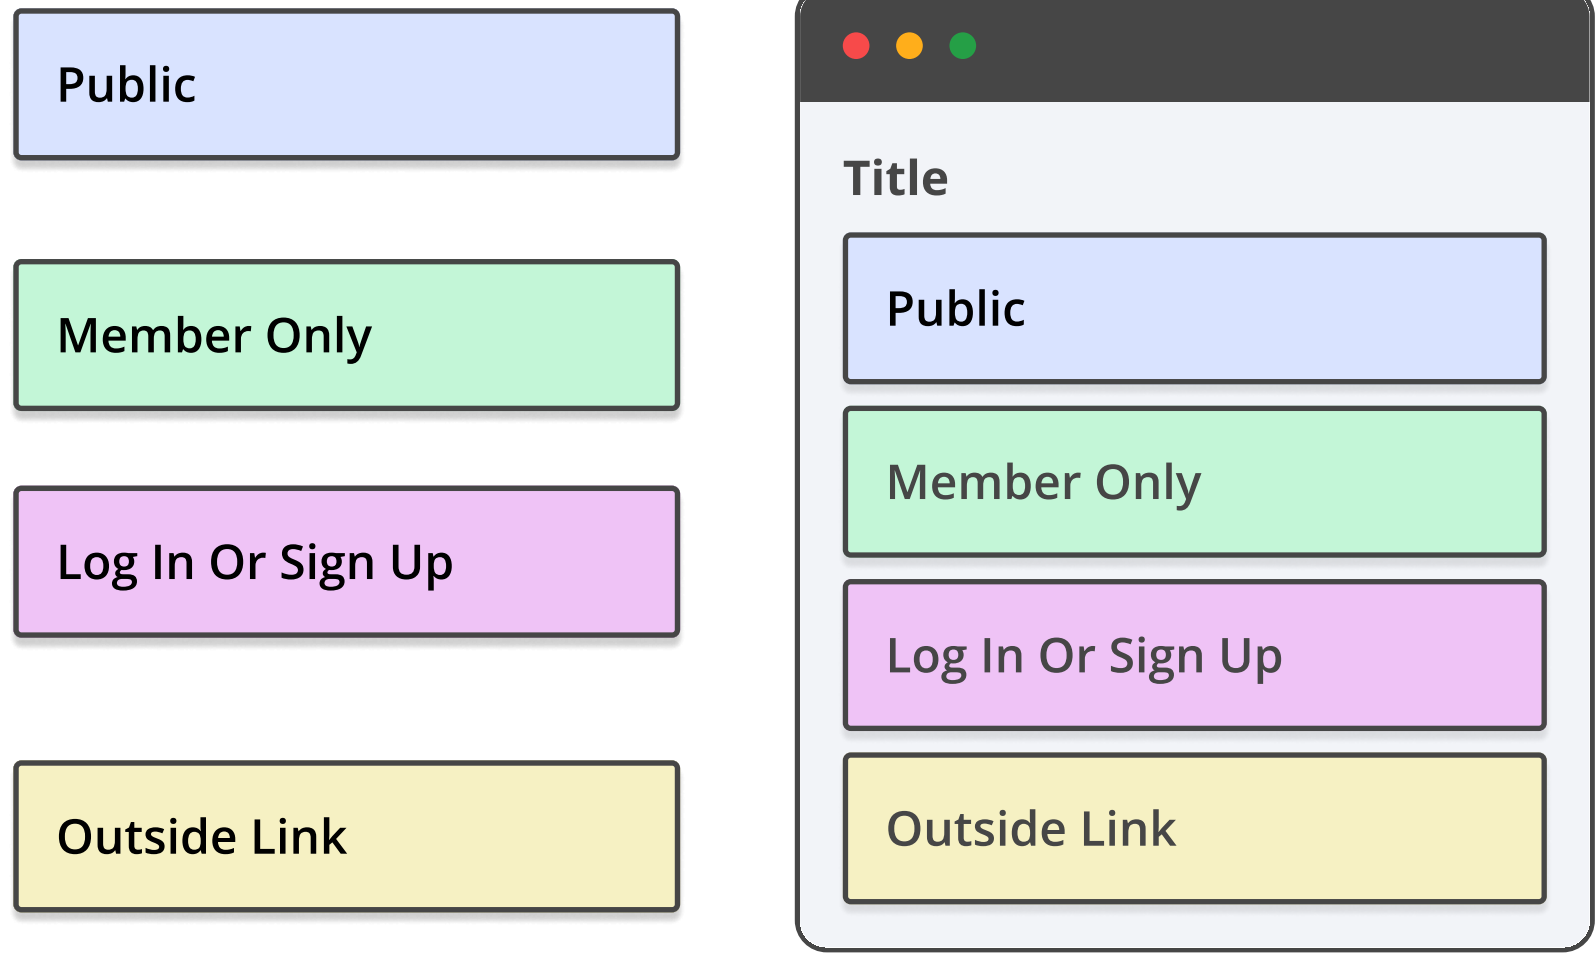 Public
Member Only
Log In Or Sign Up
Outside Link
Title
Public
Member Only
Log In Or Sign Up
Outside Link